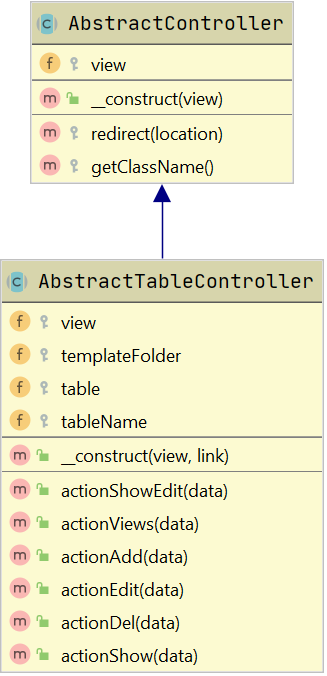 C AbstractController
f view
m __construct(view)
m redirect(location)
m getClassName()
C AbstractTableController
f view
f templateFolder
f table
f tableName
m __construct(view, link)
m actionShowEdit(data)
m actionViews(data)
m actionAdd(data)
m actionEdit(data)
m actionDel(data)
m actionShow(data)